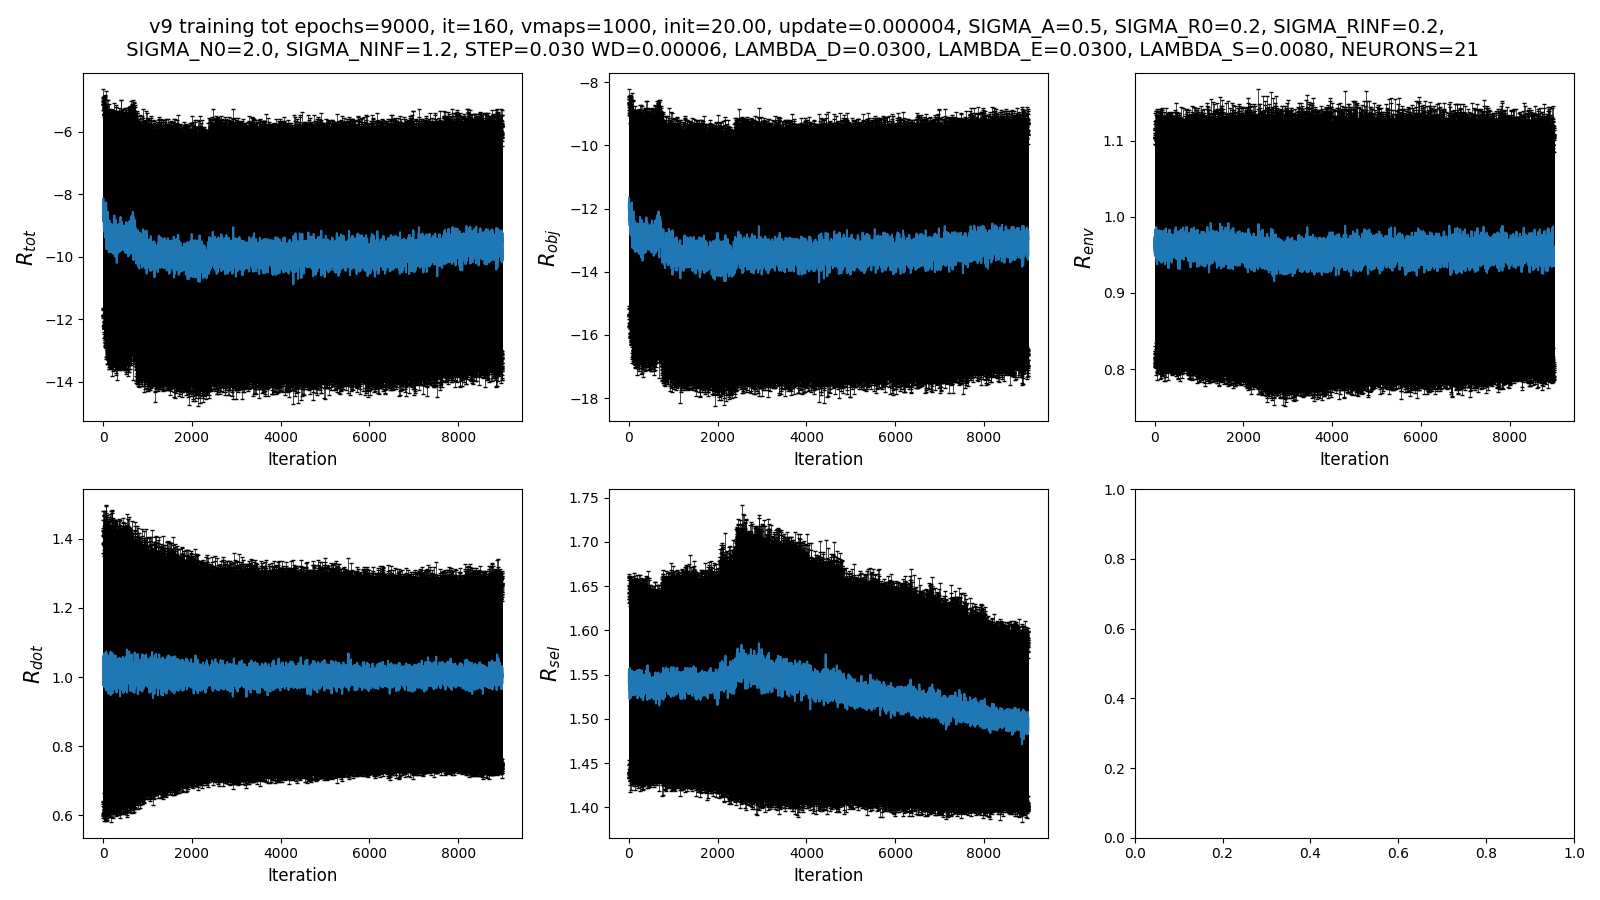 v9 training tot epochs=9000, it=160, vmaps=1000, init=20.00, update=0.000004, SIGMA_A=0.5, SIGMA_R0=0.2, SIGMA_RINF=0.2,
SIGMA_N0=2.0, SIGMA_NINF=1.2, STEP=0.030 WD=0.00006, LAMBDA_D=0.0300, LAMBDA_E=0.0300, LAMBDA_S=0.0080, NEURONS=21
R_tot
−6
−8
−10
−12
−14
0 2000 4000 6000 8000
Iteration
R_obj
−8
−10
−12
−14
−16
−18
0 2000 4000 6000 8000
Iteration
R_env
1.1
1.0
0.9
0.8
0 2000 4000 6000 8000
Iteration
R_dot
1.4
1.2
1.0
0.8
0.6
0 2000 4000 6000 8000
Iteration
R_sel
1.75
1.70
1.65
1.60
1.55
1.50
1.45
1.40
0 2000 4000 6000 8000
Iteration
1.0
0.8
0.6
0.4
0.2
0.0
0.0 0.2 0.4 0.6 0.8 1.0